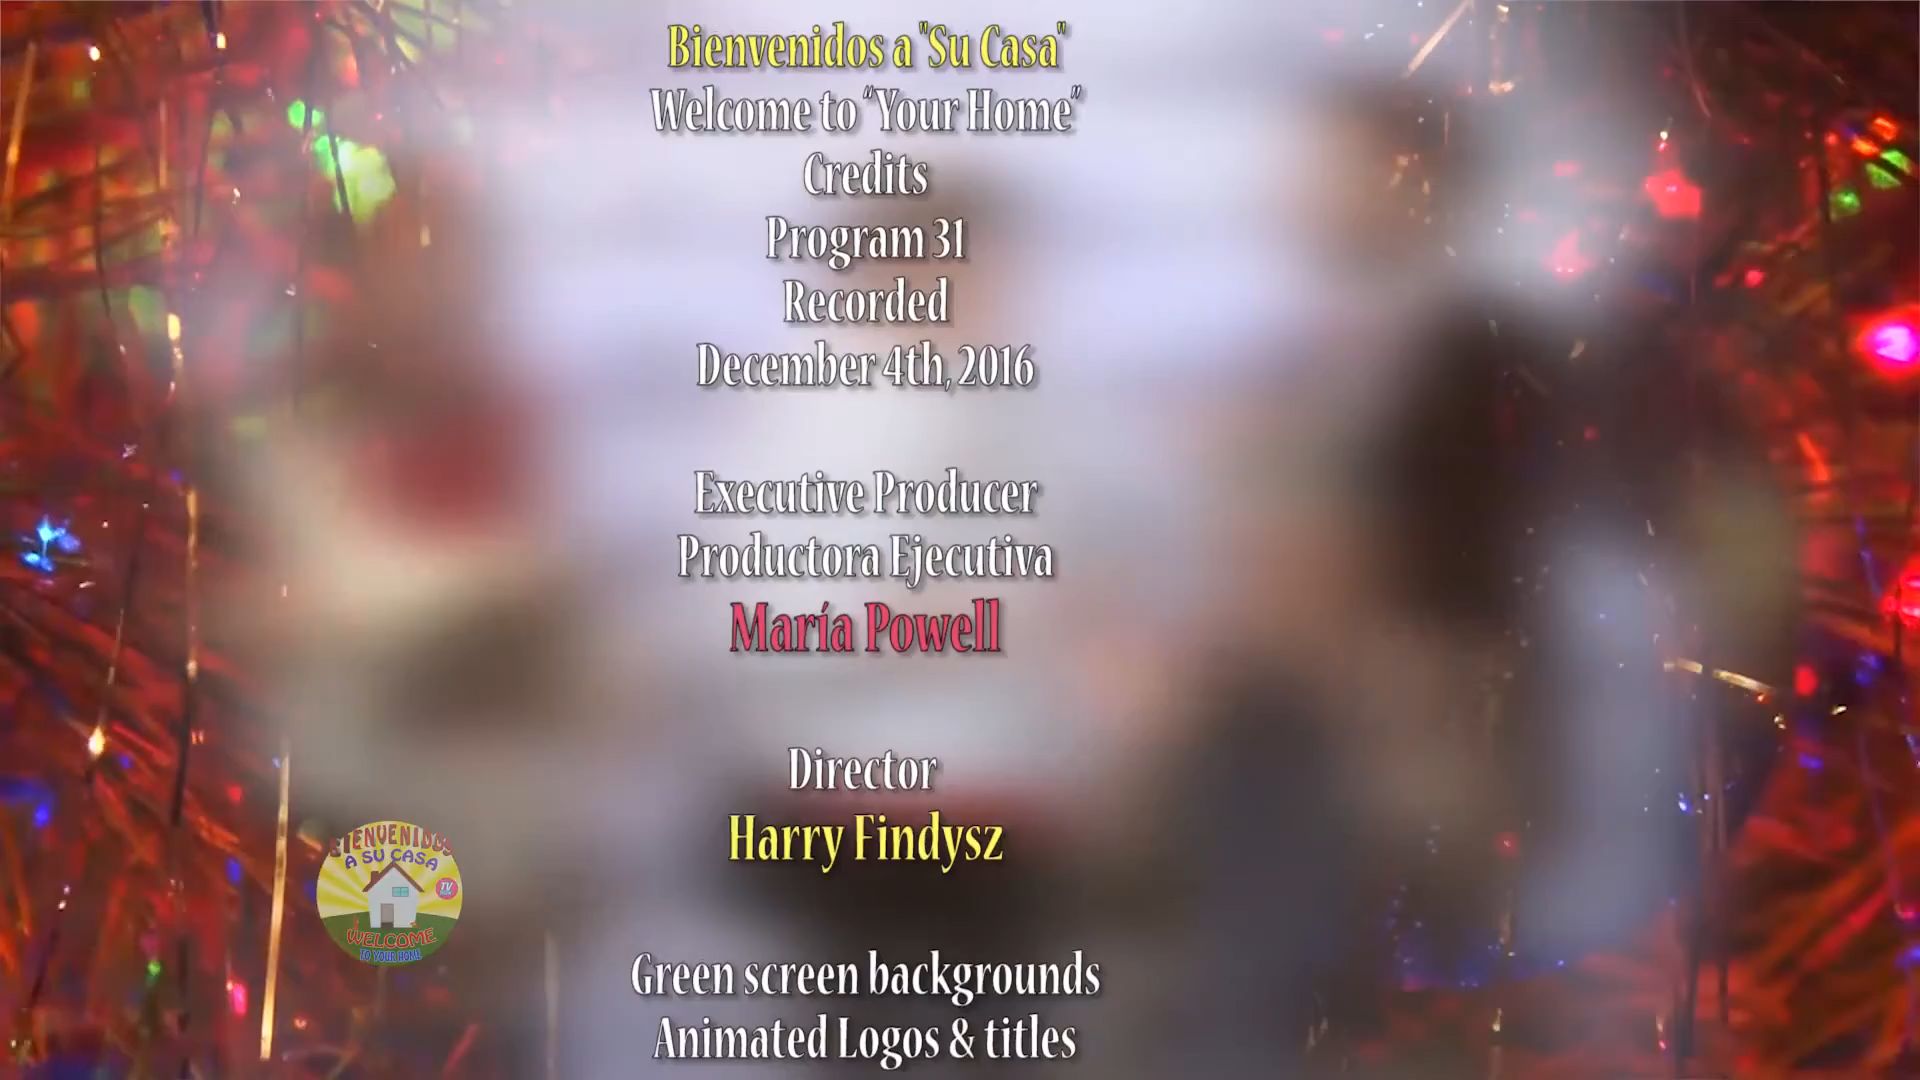 Bienvenidos a "Su Casa"
Welcome to “Your Home”
Credits
Program 31
Recorded
December 4th, 2016
Executive Producer
Productora Ejecutiva
María Powell
Director
Harry Findysz
BIENVENIDOS
A SU CASA
TV
WELCOME
TO YOUR HOME
Green screen backgrounds
Animated Logos & titles